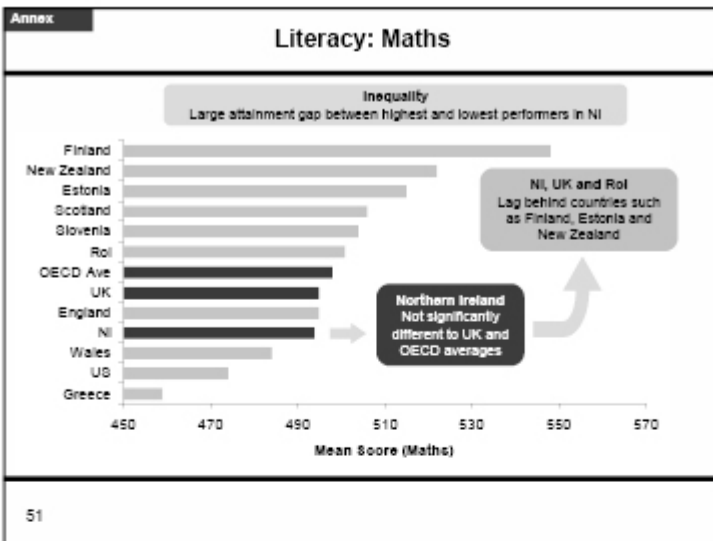 Annex
Literacy: Maths
Inequality
Large attainment gap between highest and lowest performers in NI
Finland
New Zealand
Estonia
Scotland
Slovenia
RoI
OECD Ave
UK
England
NI
Wales
US
Greece
NI, UK and RoI
Lag behind countries such
as Finland, Estonia and
New Zealand
Northern Ireland
Not significantly
different to UK and
OECD averages
450 470 490 510 530 550 570
Mean Score (Maths)
51